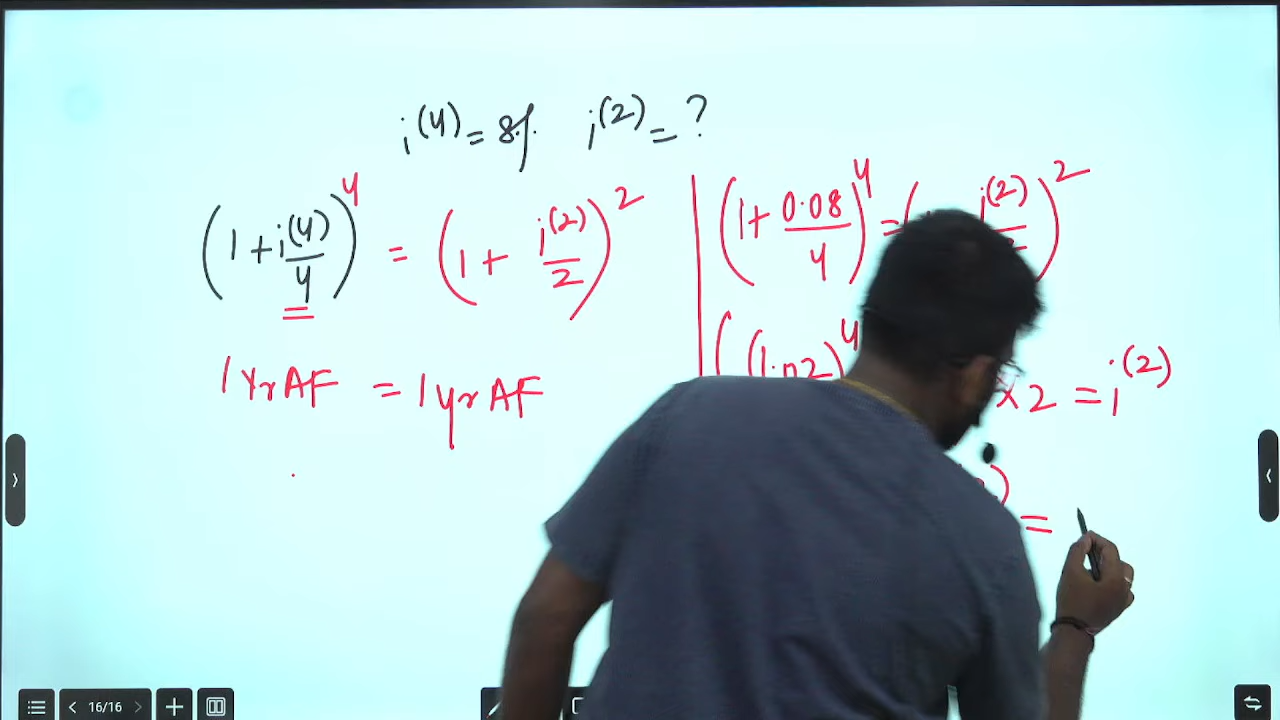 i^(4) = 8% i^(2) = ?
(1 + i^(4)/4)^4 = (1 + i^(2)/2)^2
1 yr AF = 1 yr AF
(1 + 0.08/4)^4 = ( i^(2) )^2
( (1.02)^4 × 2 = i^(2)
) =
16/16